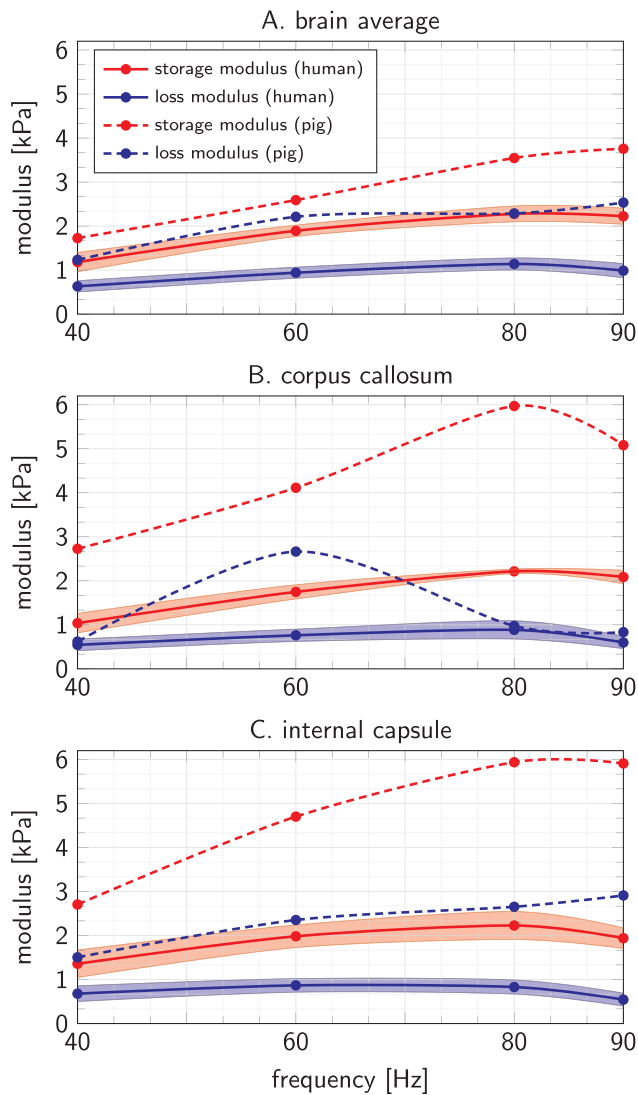 A. brain average
6
5
4
3
2
1
0
modulus [kPa]
storage modulus (human)
loss modulus (human)
storage modulus (pig)
loss modulus (pig)
40 60 80 90
B. corpus callosum
6
5
4
3
2
1
0
modulus [kPa]
40 60 80 90
C. internal capsule
6
5
4
3
2
1
0
modulus [kPa]
40 60 80 90
frequency [Hz]